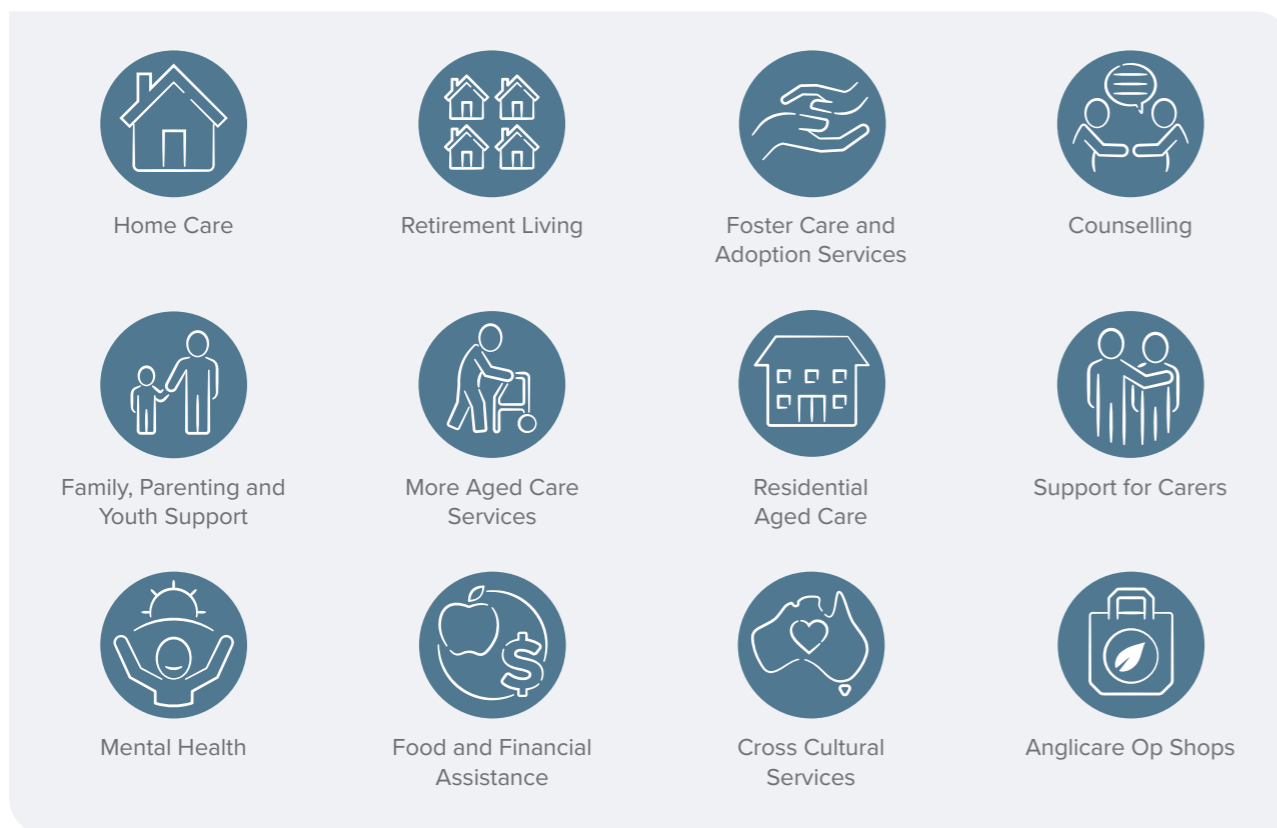 Home Care
Retirement Living
Foster Care and
Adoption Services
Counselling
Family, Parenting and
Youth Support
More Aged Care
Services
Residential
Aged Care
Support for Carers
Mental Health
Food and Financial
Assistance
Cross Cultural
Services
Anglicare Op Shops
$